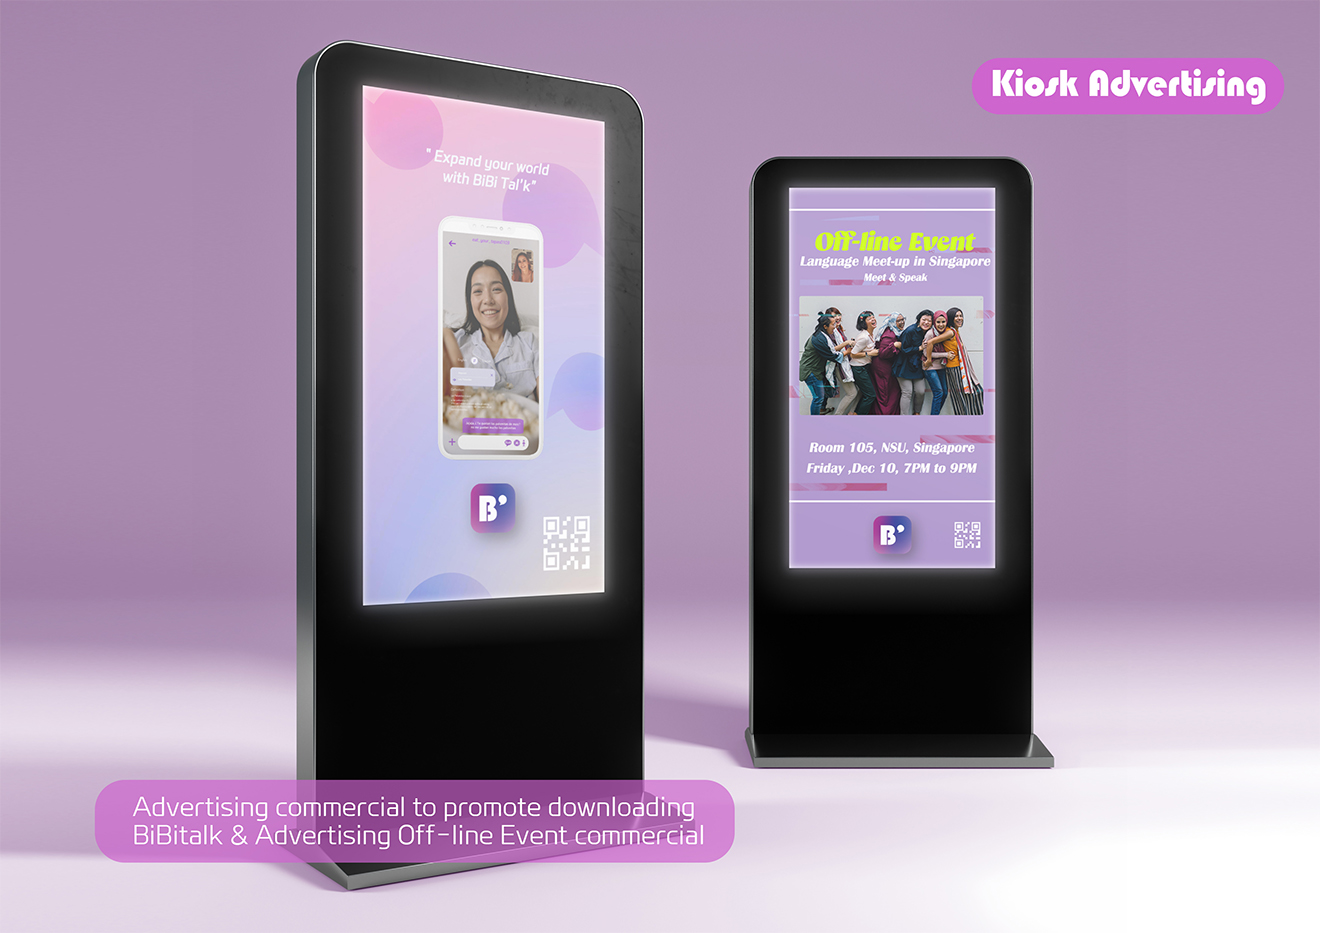 Kiosk Advertising
" Expand your world
with BiBi Tal'k"
B'
Off-line Event
Language Meet-up in Singapore
Meet & Speak
Room 105, NSU, Singapore
Friday ,Dec 10, 7PM to 9PM
B'
Advertising commercial to promote downloading
BiBitalk & Advertising Off-line Event commercial